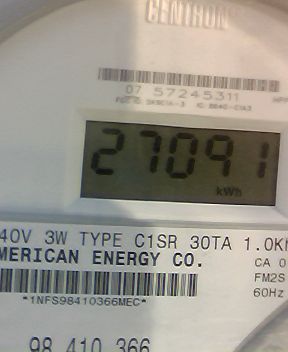 CENTRON
07 57245311
27091
kWh
40V 3W TYPE C1SR 30TA 1.0K
MERICAN ENERGY CO.
CA 0
FM2S
60Hz
*1NFS98410366MEC*
98 410 366